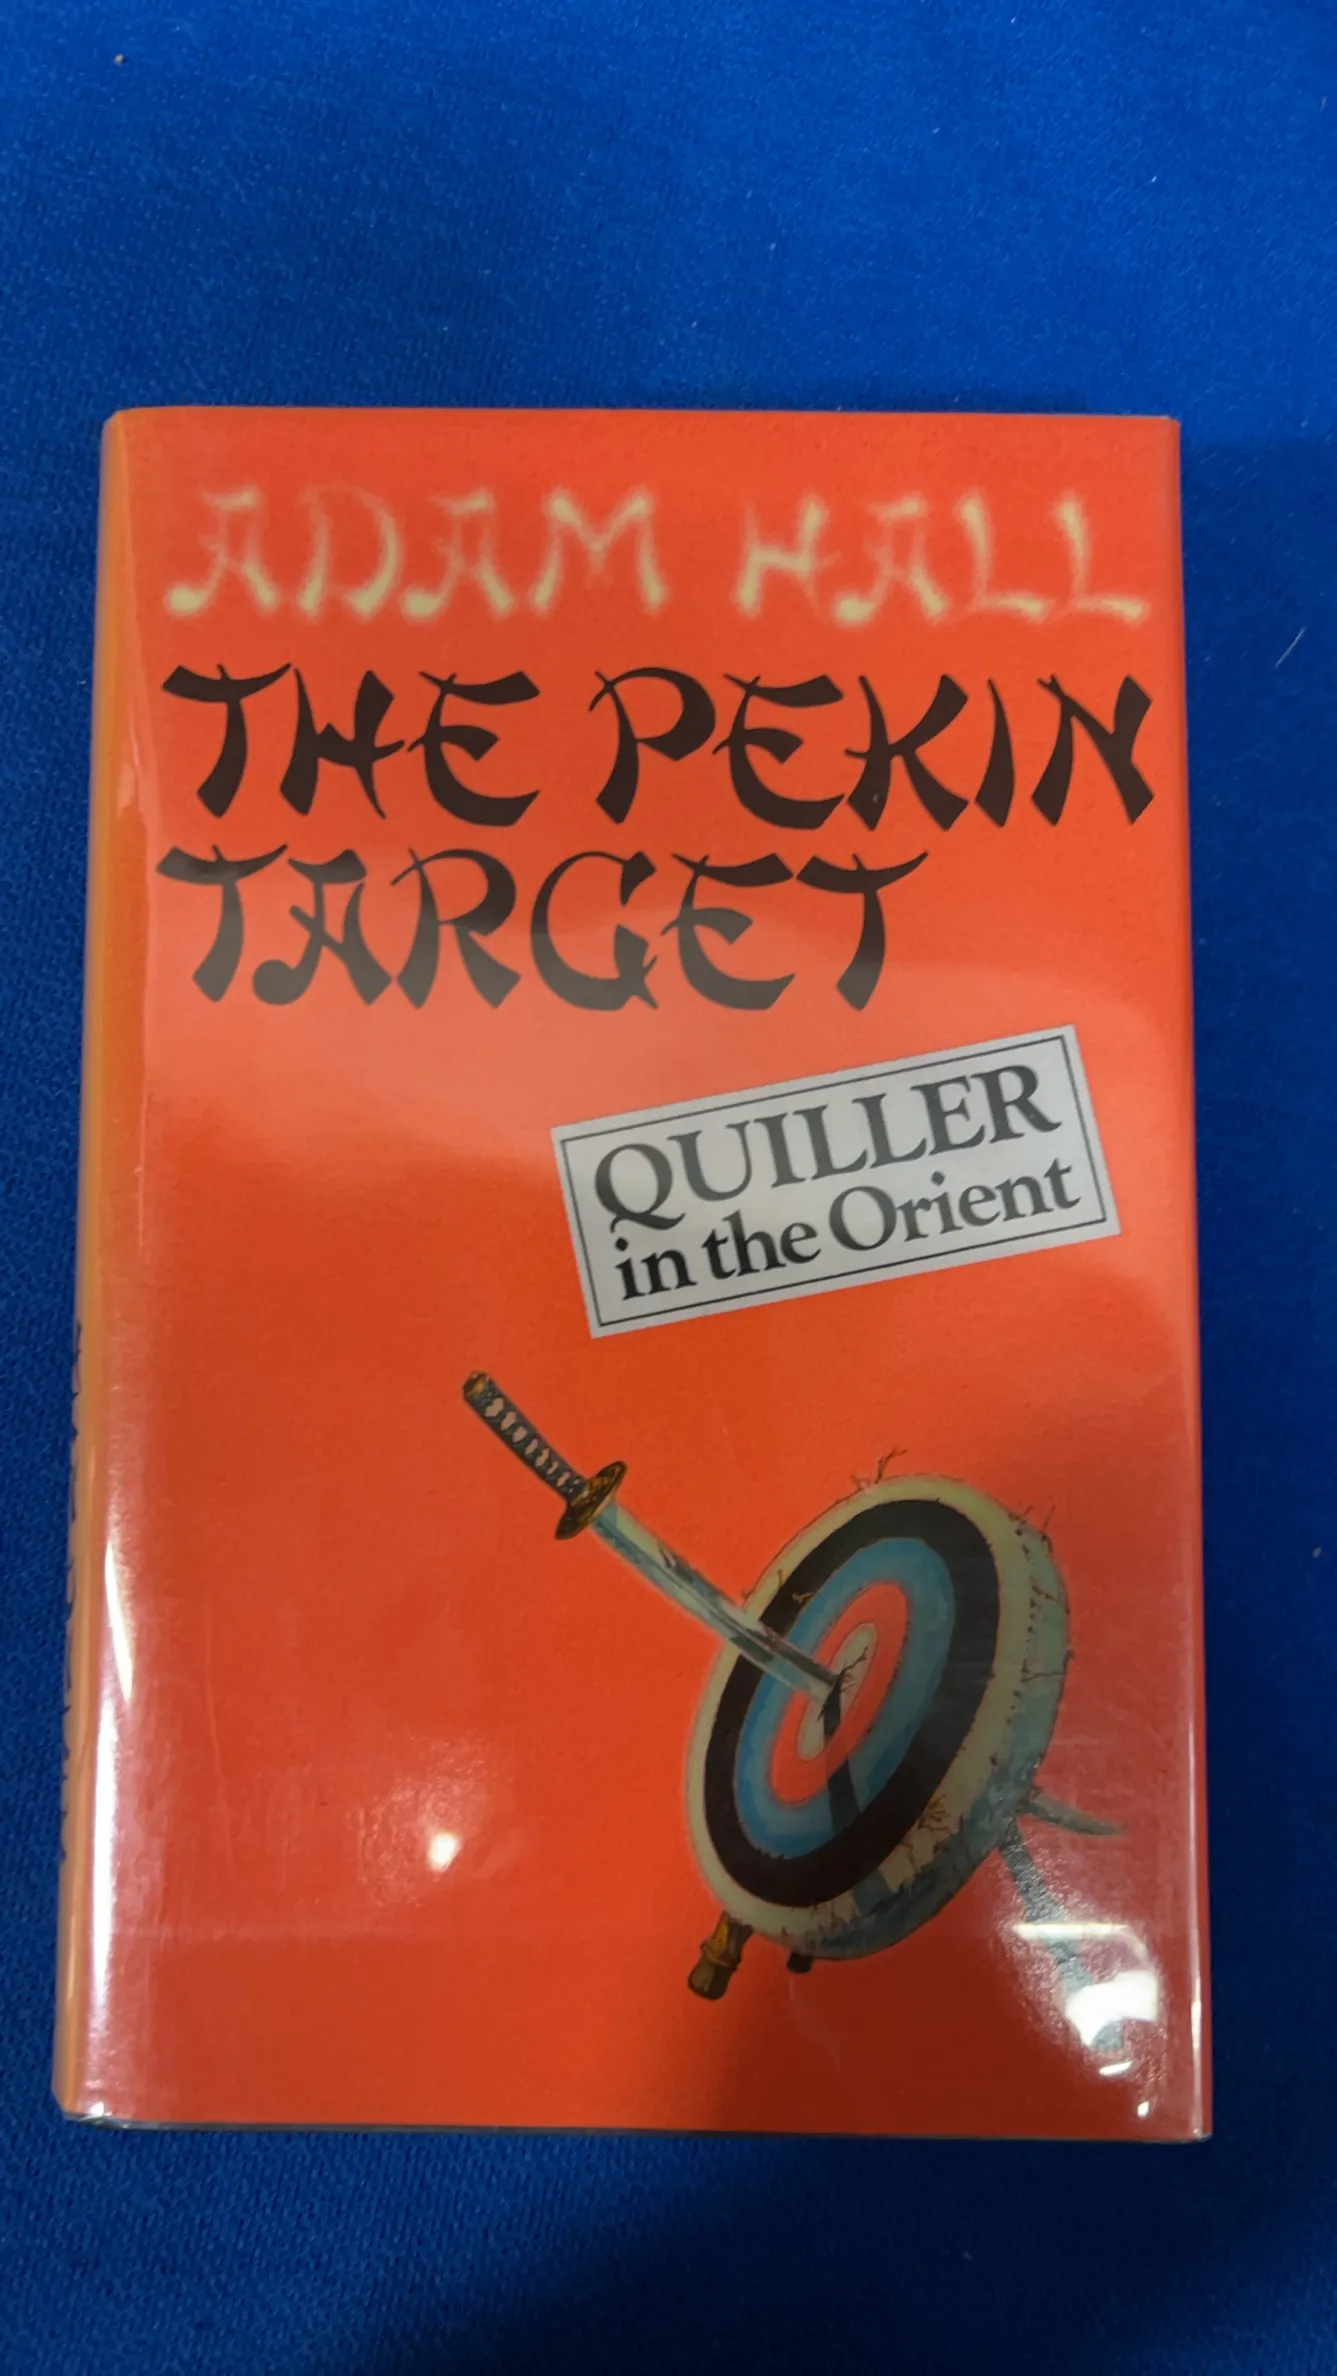 ADAM HALL
THE PEKIN
TARGET
QUILLER
in the Orient